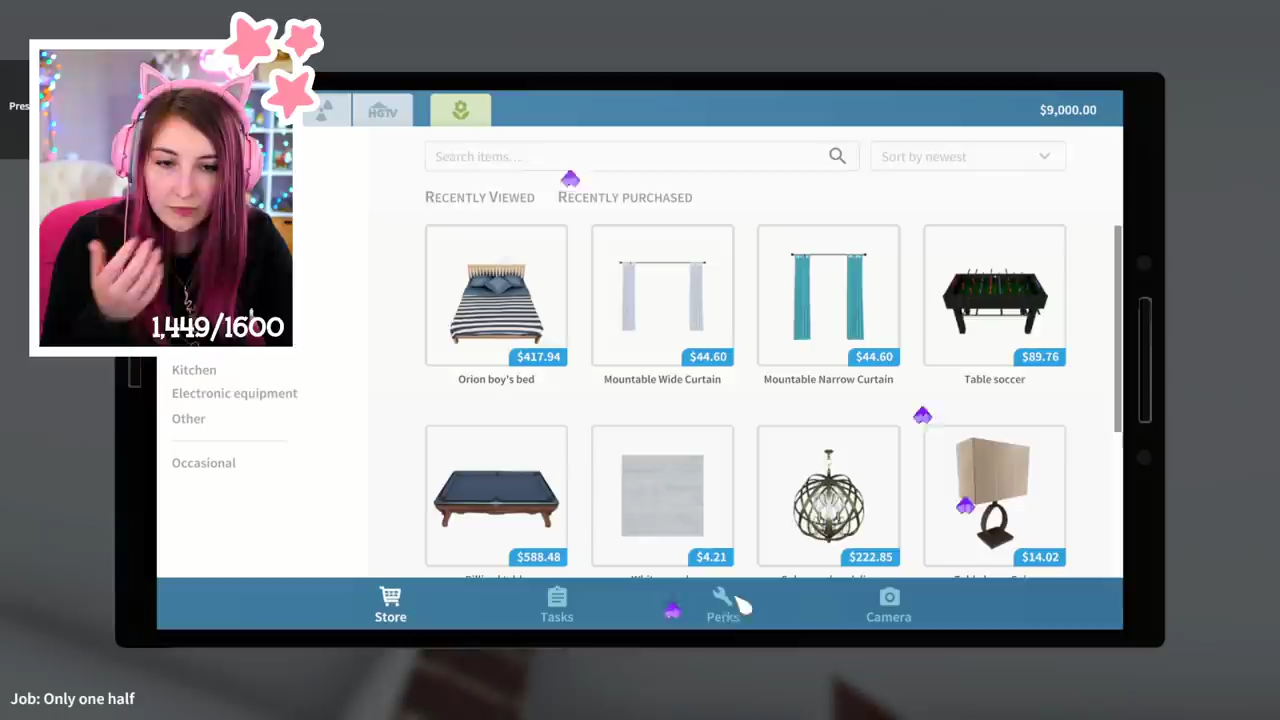 Pres
HGTV
$9,000.00
Search items...
Sort by newest
RECENTLY VIEWED
RECENTLY PURCHASED
1,449/1600
$417.94
$44.60
$44.60
$89.76
Orion boy's bed
Mountable Wide Curtain
Mountable Narrow Curtain
Table soccer
Kitchen
Electronic equipment
Other
Occasional
$588.48
$4.21
$222.85
$14.02
Store
Tasks
Perks
Camera
Job: Only one half